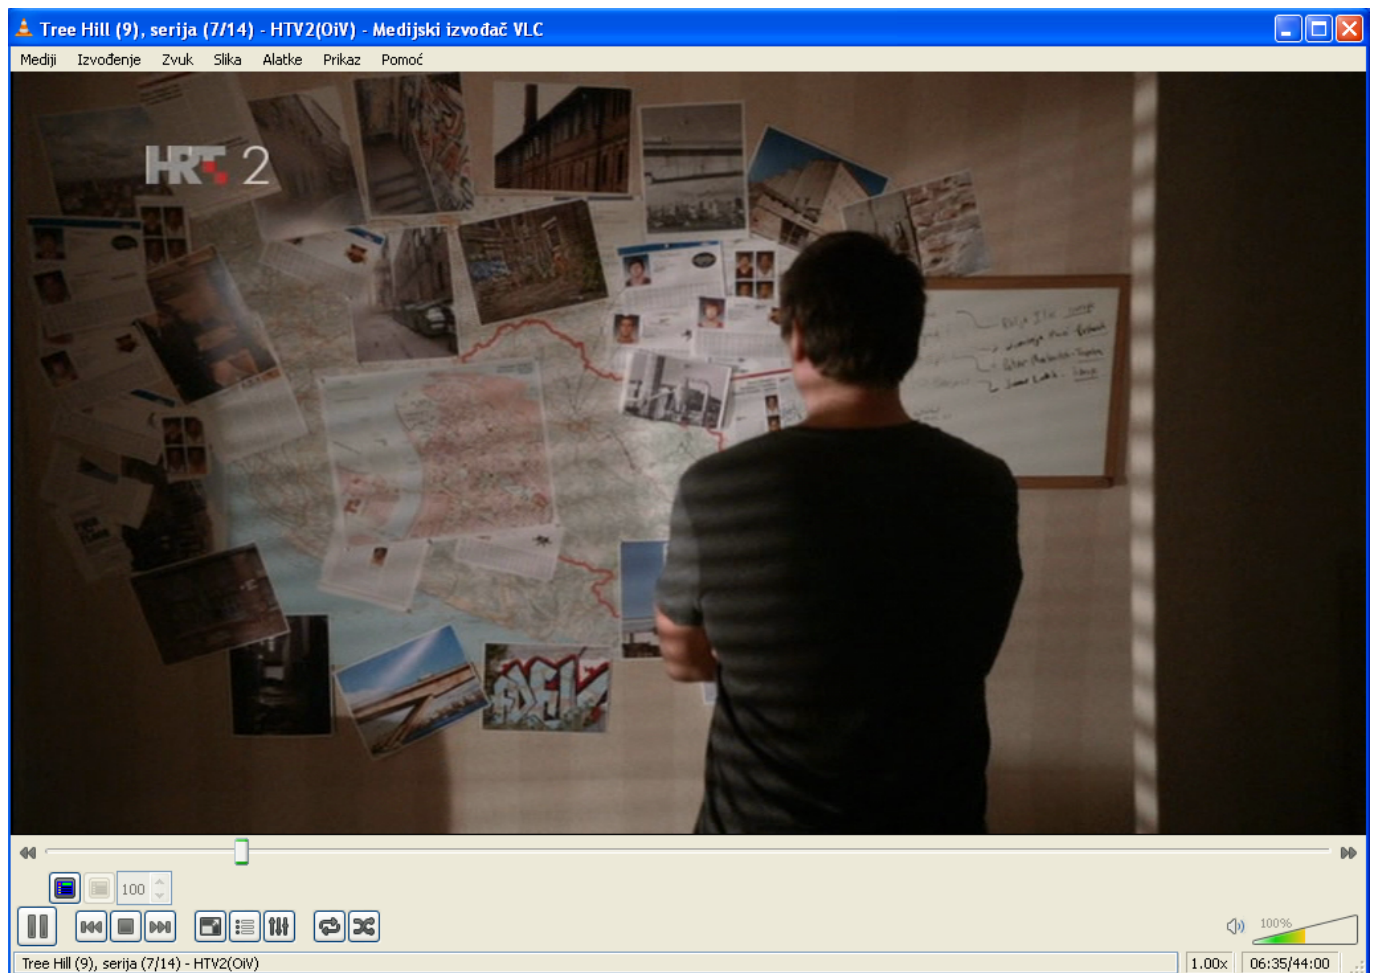 Tree Hill (9), serija (7/14) - HTV2(OiV) - Medijski izvođač VLC
Mediji Izvođenje Zvuk Slika Alatke Prikaz Pomoć
HRT 2
100
100%
Tree Hill (9), serija (7/14) - HTV2(OiV)
1.00x
06:35/44:00